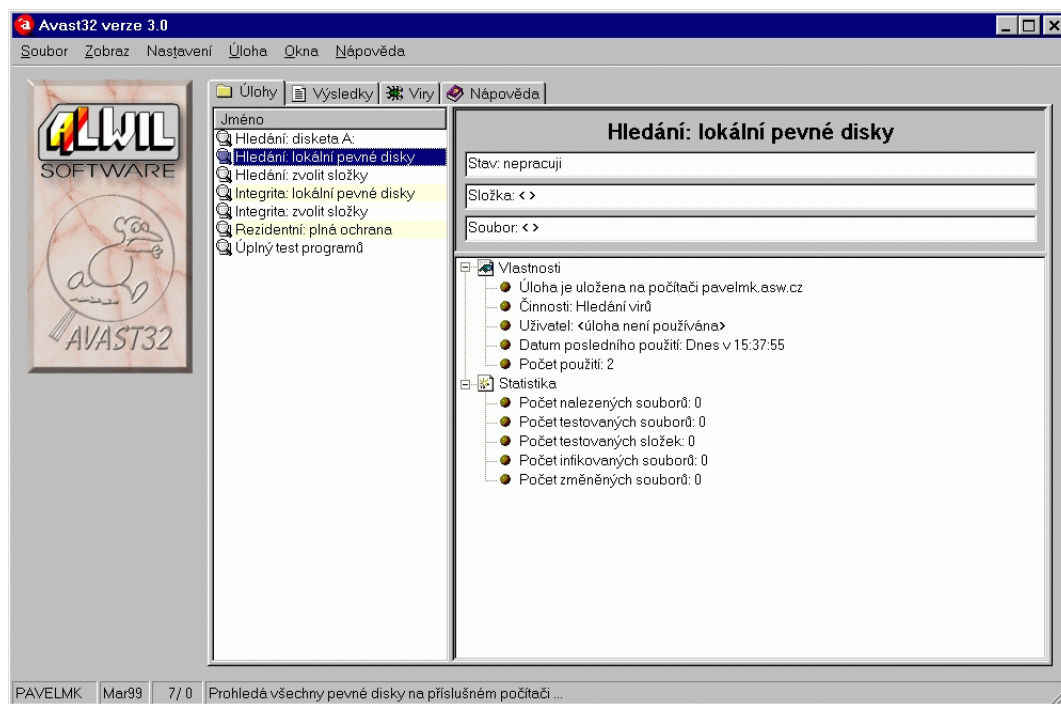 Avast32 verze 3.0
Soubor Zobraz Nastavení Úloha Okna Nápověda
ALWIL
SOFTWARE
AVAST32
Úlohy Výsledky Viry Nápověda
Jméno
Hledání: disketa A:
Hledání: lokální pevné disky
Hledání: zvolit složky
Integrita: lokální pevné disky
Integrita: zvolit složky
Rezidentní: plná ochrana
Úplný test programů
Hledání: lokální pevné disky
Stav: nepracuji
Složka: < >
Soubor: < >
Vlastnosti
Úloha je uložena na počítači pavelmk.asw.cz
Činnosti: Hledání virů
Uživatel: <úloha není používána>
Datum posledního použití: Dnes v 15:37:55
Počet použití: 2
Statistika
Počet nalezených souborů: 0
Počet testovaných souborů: 0
Počet testovaných složek: 0
Počet infikovaných souborů: 0
Počet změněných souborů: 0
PAVELMK Mar99 7/ 0 Prohledá všechny pevné disky na příslušném počítači ...